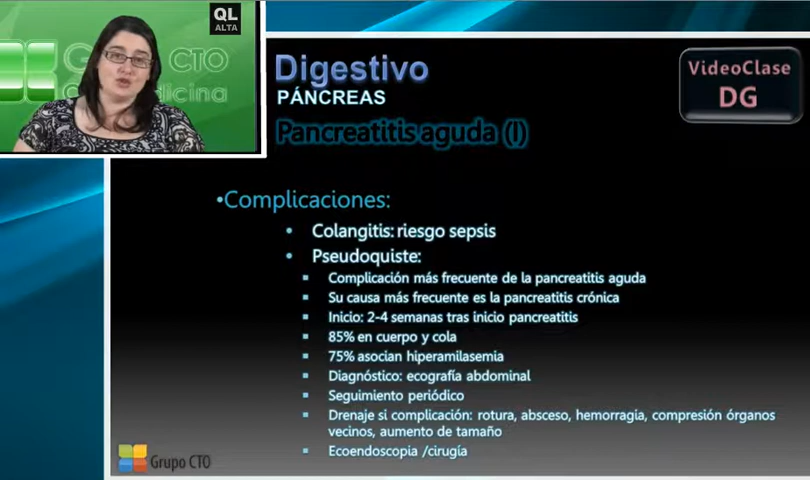 QL
ALTA
CTO
Digestivo
PÁNCREAS
VideoClase
DG
Pancreatitis aguda (I)
•Complicaciones:
• Colangitis: riesgo sepsis
• Pseudoquiste:
▪ Complicación más frecuente de la pancreatitis aguda
▪ Su causa más frecuente es la pancreatitis crónica
▪ Inicio: 2-4 semanas tras inicio pancreatitis
▪ 85% en cuerpo y cola
▪ 75% asocian hiperamilasemia
▪ Diagnóstico: ecografía abdominal
▪ Seguimiento periódico
▪ Drenaje si complicación: rotura, absceso, hemorragia, compresión órganos
vecinos, aumento de tamaño
▪ Ecoendoscopia /cirugía
Grupo CTO